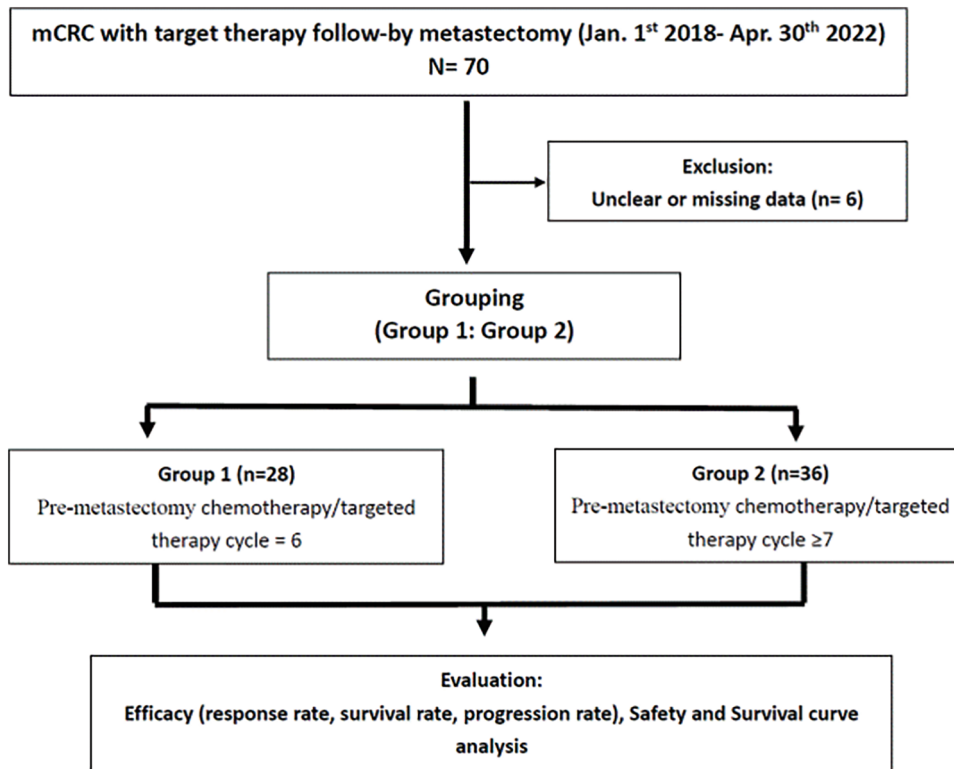 mCRC with target therapy follow-by metastectomy (Jan. 1st 2018- Apr. 30th 2022)
N= 70
Exclusion:
Unclear or missing data (n= 6)
Grouping
(Group 1: Group 2)
Group 1 (n=28)
Pre-metastectomy chemotherapy/targeted
therapy cycle = 6
Group 2 (n=36)
Pre-metastectomy chemotherapy/targeted
therapy cycle ≥7
Evaluation:
Efficacy (response rate, survival rate, progression rate), Safety and Survival curve
analysis